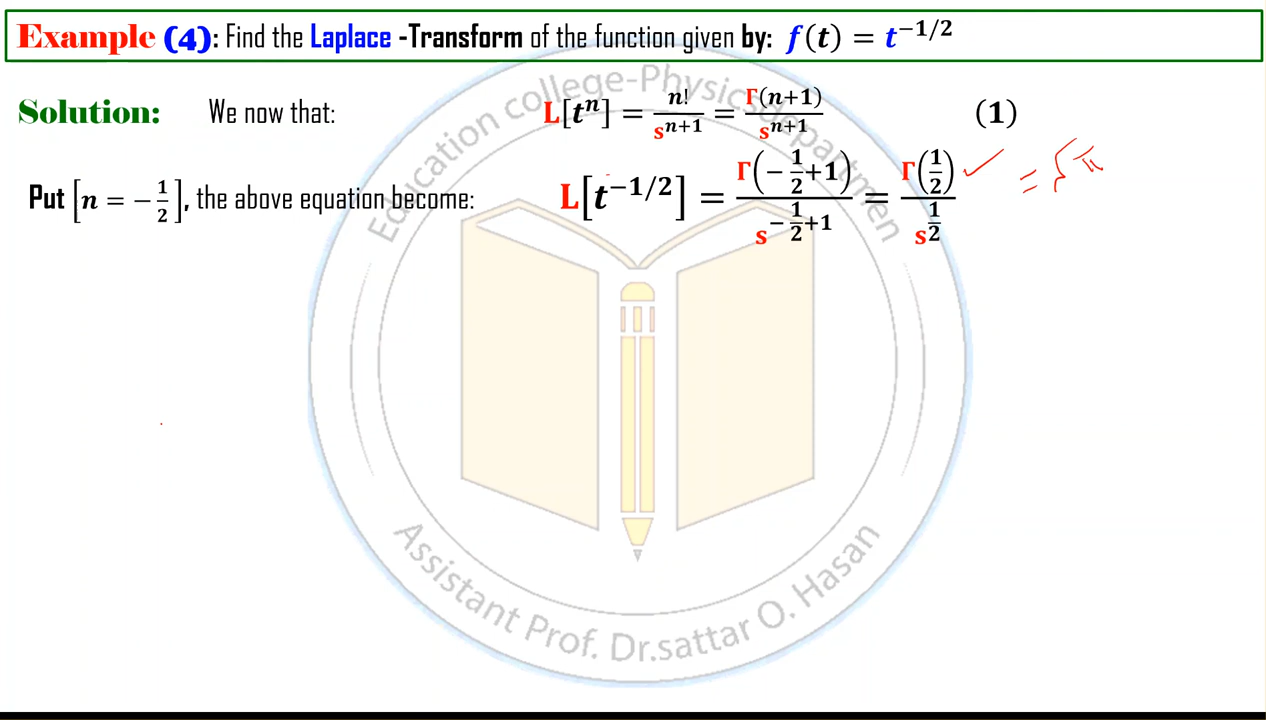 Example (4): Find the Laplace -Transform of the function given by: f(t) = t^{-1/2}
Solution: We now that: L[t^n] = n!/s^{n+1} = Γ(n+1)/s^{n+1} (1)
Put [n = -1/2], the above equation become: L[t^{-1/2}] = Γ(-1/2+1)/s^{-1/2+1} = Γ(1/2)/s^{1/2} ✓ = √π
Education college-Physics departmen
Assistant Prof. Dr.sattar O. Hasan